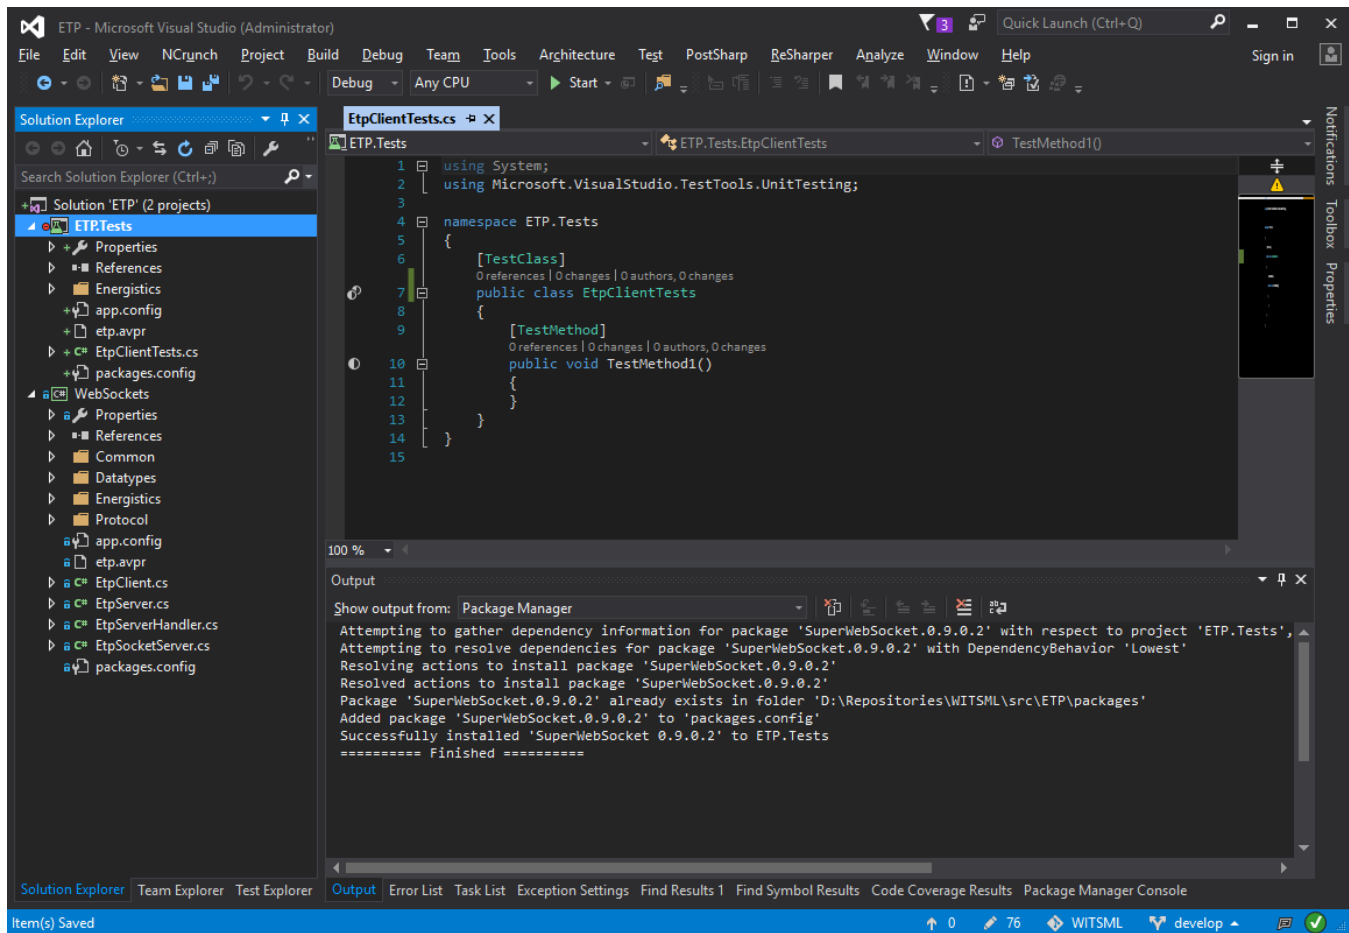 ETP - Microsoft Visual Studio (Administrator)
3
Quick Launch (Ctrl+Q)
File Edit View NCrunch Project Build Debug Team Tools Architecture Test PostSharp ReSharper Analyze Window Help
Sign in
Debug
Any CPU
Start
Solution Explorer
Search Solution Explorer (Ctrl+;)
Solution 'ETP' (2 projects)
ETP.Tests
Properties
References
Energistics
app.config
etp.avpr
C# EtpClientTests.cs
packages.config
C# WebSockets
Properties
References
Common
Datatypes
Energistics
Protocol
app.config
etp.avpr
C# EtpClient.cs
C# EtpServer.cs
C# EtpServerHandler.cs
C# EtpSocketServer.cs
packages.config
Solution Explorer Team Explorer Test Explorer
EtpClientTests.cs
ETP.Tests
ETP.Tests.EtpClientTests
TestMethod1()
1 using System;
2 using Microsoft.VisualStudio.TestTools.UnitTesting;
3
4 namespace ETP.Tests
5 {
6 [TestClass]
0 references | 0 changes | 0 authors, 0 changes
7 public class EtpClientTests
8 {
9 [TestMethod]
0 references | 0 changes | 0 authors, 0 changes
10 public void TestMethod1()
11 {
12 }
13 }
14 }
15
100 %
Notifications
Toolbox
Properties
Output
Show output from: Package Manager
Attempting to gather dependency information for package 'SuperWebSocket.0.9.0.2' with respect to project 'ETP.Tests',
Attempting to resolve dependencies for package 'SuperWebSocket.0.9.0.2' with DependencyBehavior 'Lowest'
Resolving actions to install package 'SuperWebSocket.0.9.0.2'
Resolved actions to install package 'SuperWebSocket.0.9.0.2'
Package 'SuperWebSocket.0.9.0.2' already exists in folder 'D:\Repositories\WITSML\src\ETP\packages'
Added package 'SuperWebSocket.0.9.0.2' to 'packages.config'
Successfully installed 'SuperWebSocket 0.9.0.2' to ETP.Tests
========== Finished ==========
Output Error List Task List Exception Settings Find Results 1 Find Symbol Results Code Coverage Results Package Manager Console
Item(s) Saved
0
76
WITSML
develop